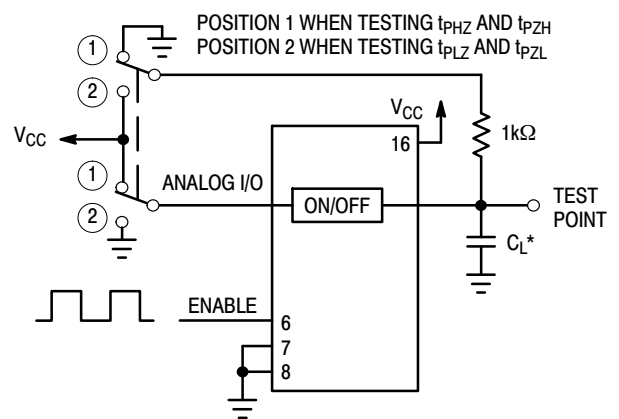 POSITION 1 WHEN TESTING tPHZ AND tPZH
POSITION 2 WHEN TESTING tPLZ AND tPZL
1
2
VCC
VCC
16
1kΩ
1
2
ANALOG I/O
ON/OFF
TEST
POINT
CL*
ENABLE
6
7
8